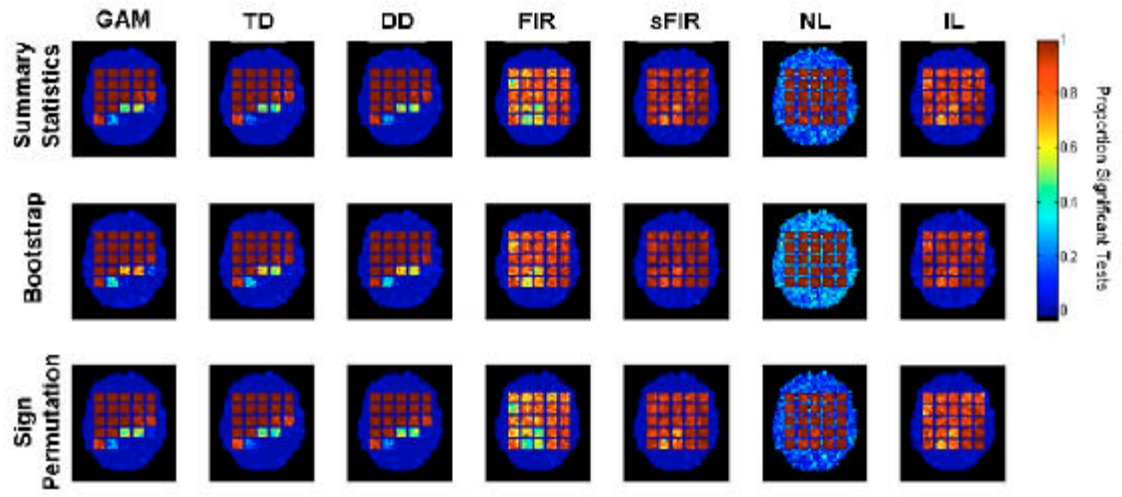 GAM TD DD FIR sFIR NL IL
Summary
Statistics
Bootstrap
Sign
Permutation
1
0.8
0.6
0.4
0.2
0
Proportion Significant Tests